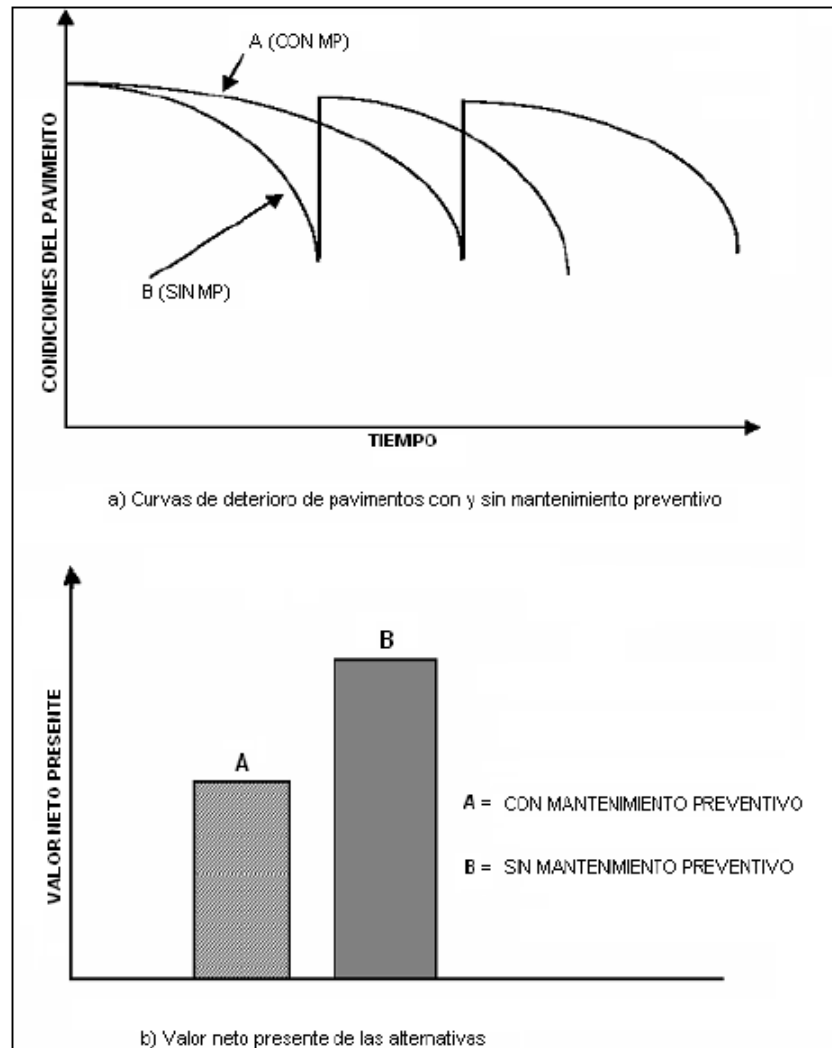 A (CON MP)
CONDICIONES DEL PAVIMENTO
B (SIN MP)
TIEMPO
a) Curvas de deterioro de pavimentos con y sin mantenimiento preventivo
VALOR NETO PRESENTE
B
A
A = CON MANTENIMIENTO PREVENTIVO
B = SIN MANTENIMIENTO PREVENTIVO
b) Valor neto presente de las alternativas